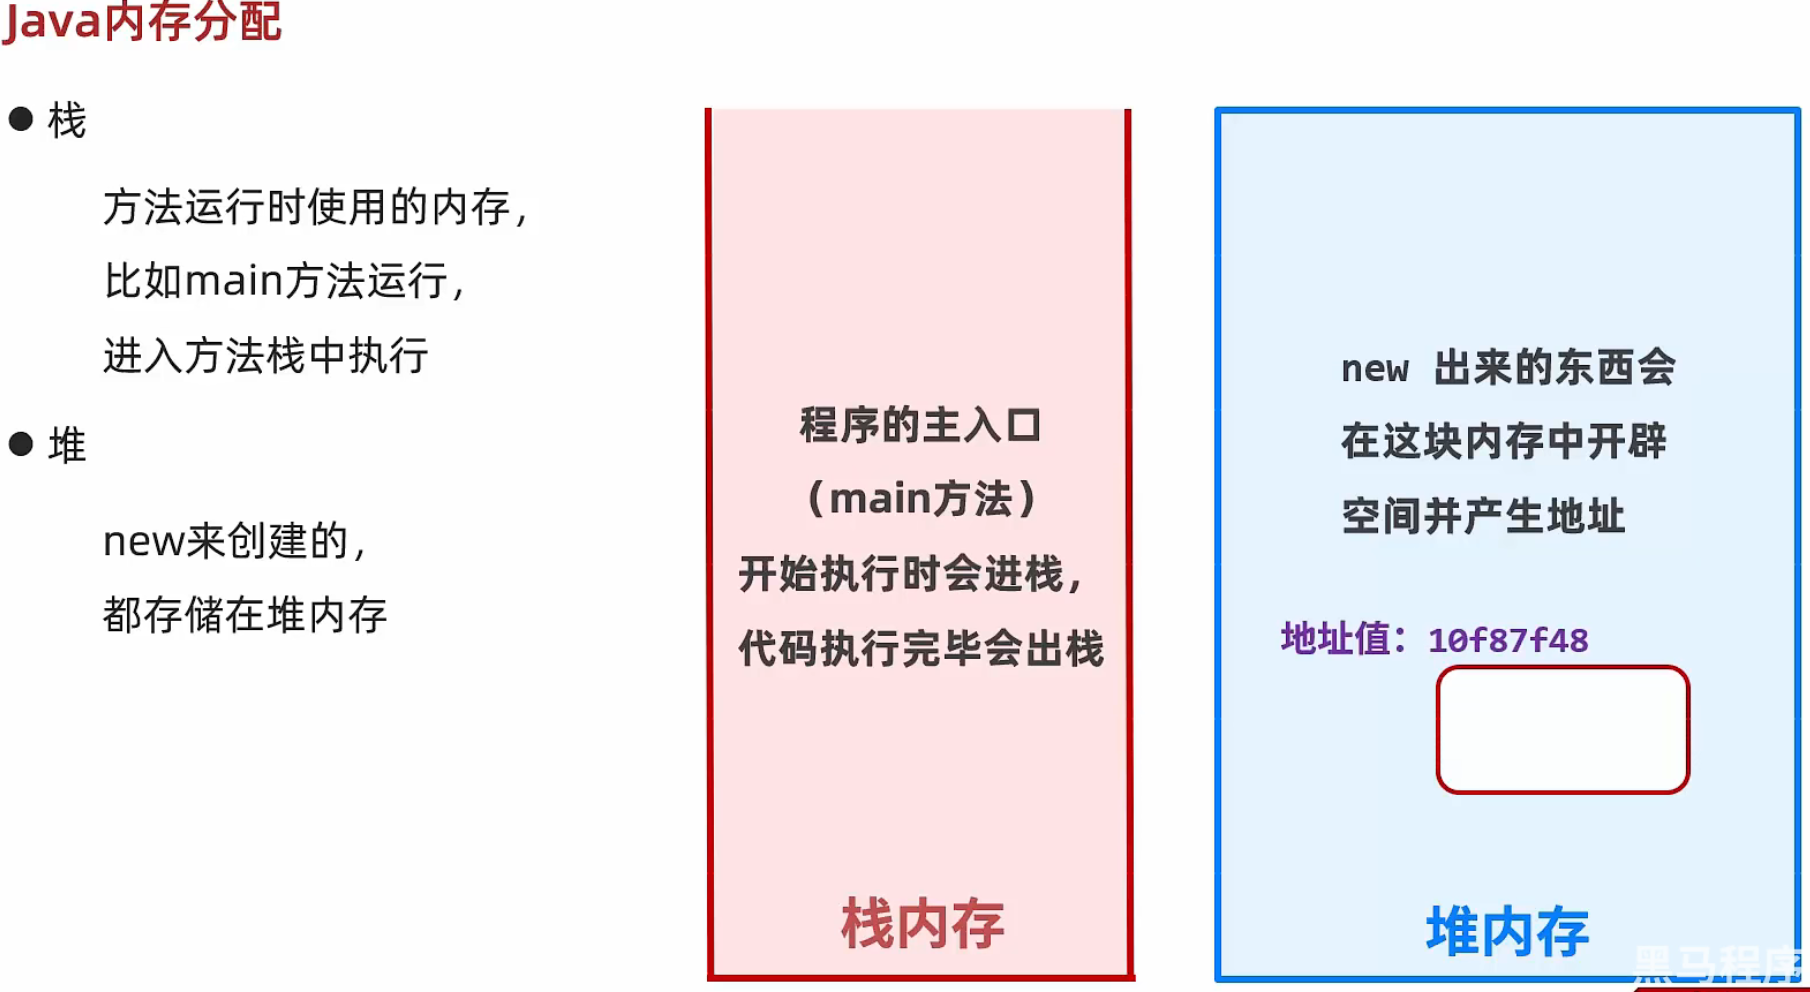 Java内存分配
● 栈
方法运行时使用的内存，
比如main方法运行，
进入方法栈中执行
● 堆
new来创建的，
都存储在堆内存
程序的主入口
（main方法）
开始执行时会进栈，
代码执行完毕会出栈
栈内存
new 出来的东西会
在这块内存中开辟
空间并产生地址
地址值：10f87f48
堆内存
黑马程序